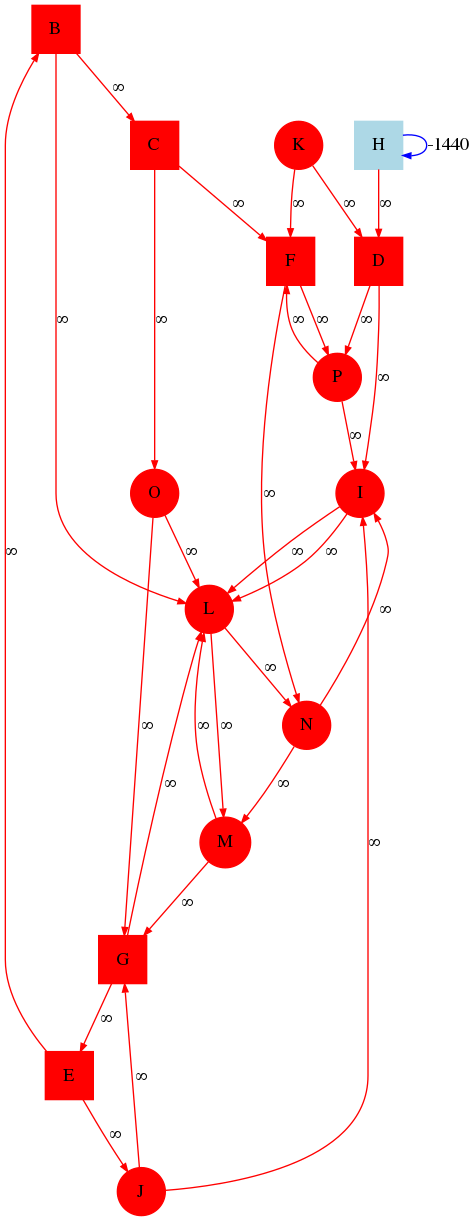 B
∞
C K H -1440
∞ ∞ ∞ ∞
F D
∞ ∞ ∞ ∞ ∞
P
∞ ∞
O I
∞ ∞ ∞ ∞
∞
L
∞
∞ ∞ ∞ ∞
N
∞ ∞
M
∞
∞
G
∞
E
∞
∞
J